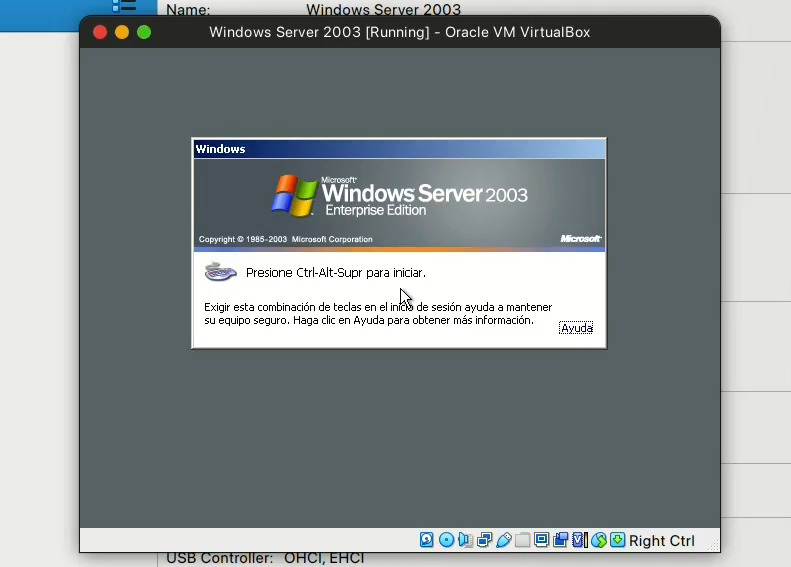 Name: Windows Server 2003
Windows Server 2003 [Running] - Oracle VM VirtualBox
Windows
Microsoft
Windows Server 2003
Enterprise Edition
Copyright © 1985-2003 Microsoft Corporation
Microsoft
Presione Ctrl-Alt-Supr para iniciar.
Exigir esta combinación de teclas en el inicio de sesión ayuda a mantener
su equipo seguro. Haga clic en Ayuda para obtener más información.
Ayuda
Right Ctrl
USB Controller: OHCI, EHCI